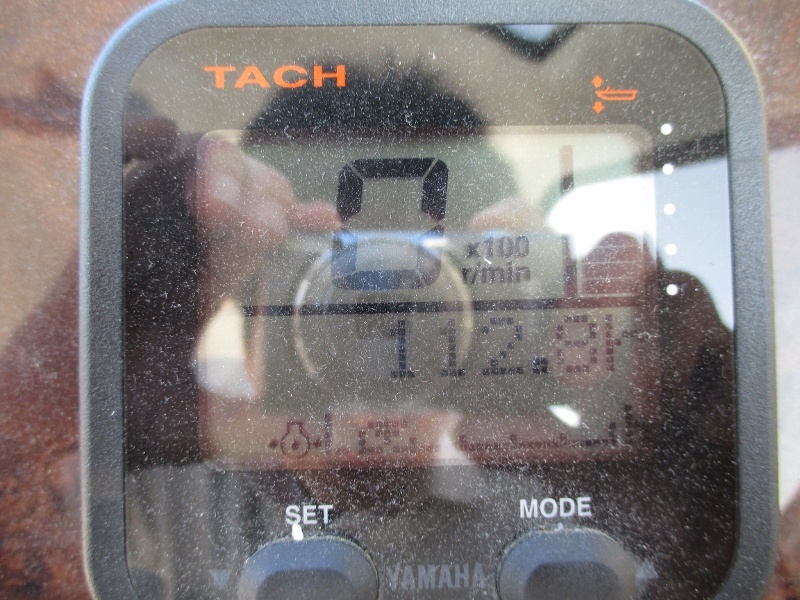 TACH
0 x100
r/min
112.8h
SET MODE
YAMAHA